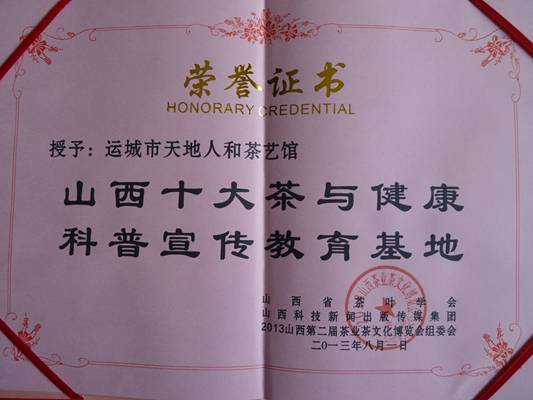 荣誉证书
HONORARY CREDENTIAL
授予：运城市天地人和茶艺馆
山西十大茶与健康
科普宣传教育基地
山西省茶叶学会
山西科技新闻出版传媒集团
2013山西第二届茶业茶文化博览会组委会
二〇一三年八月一日